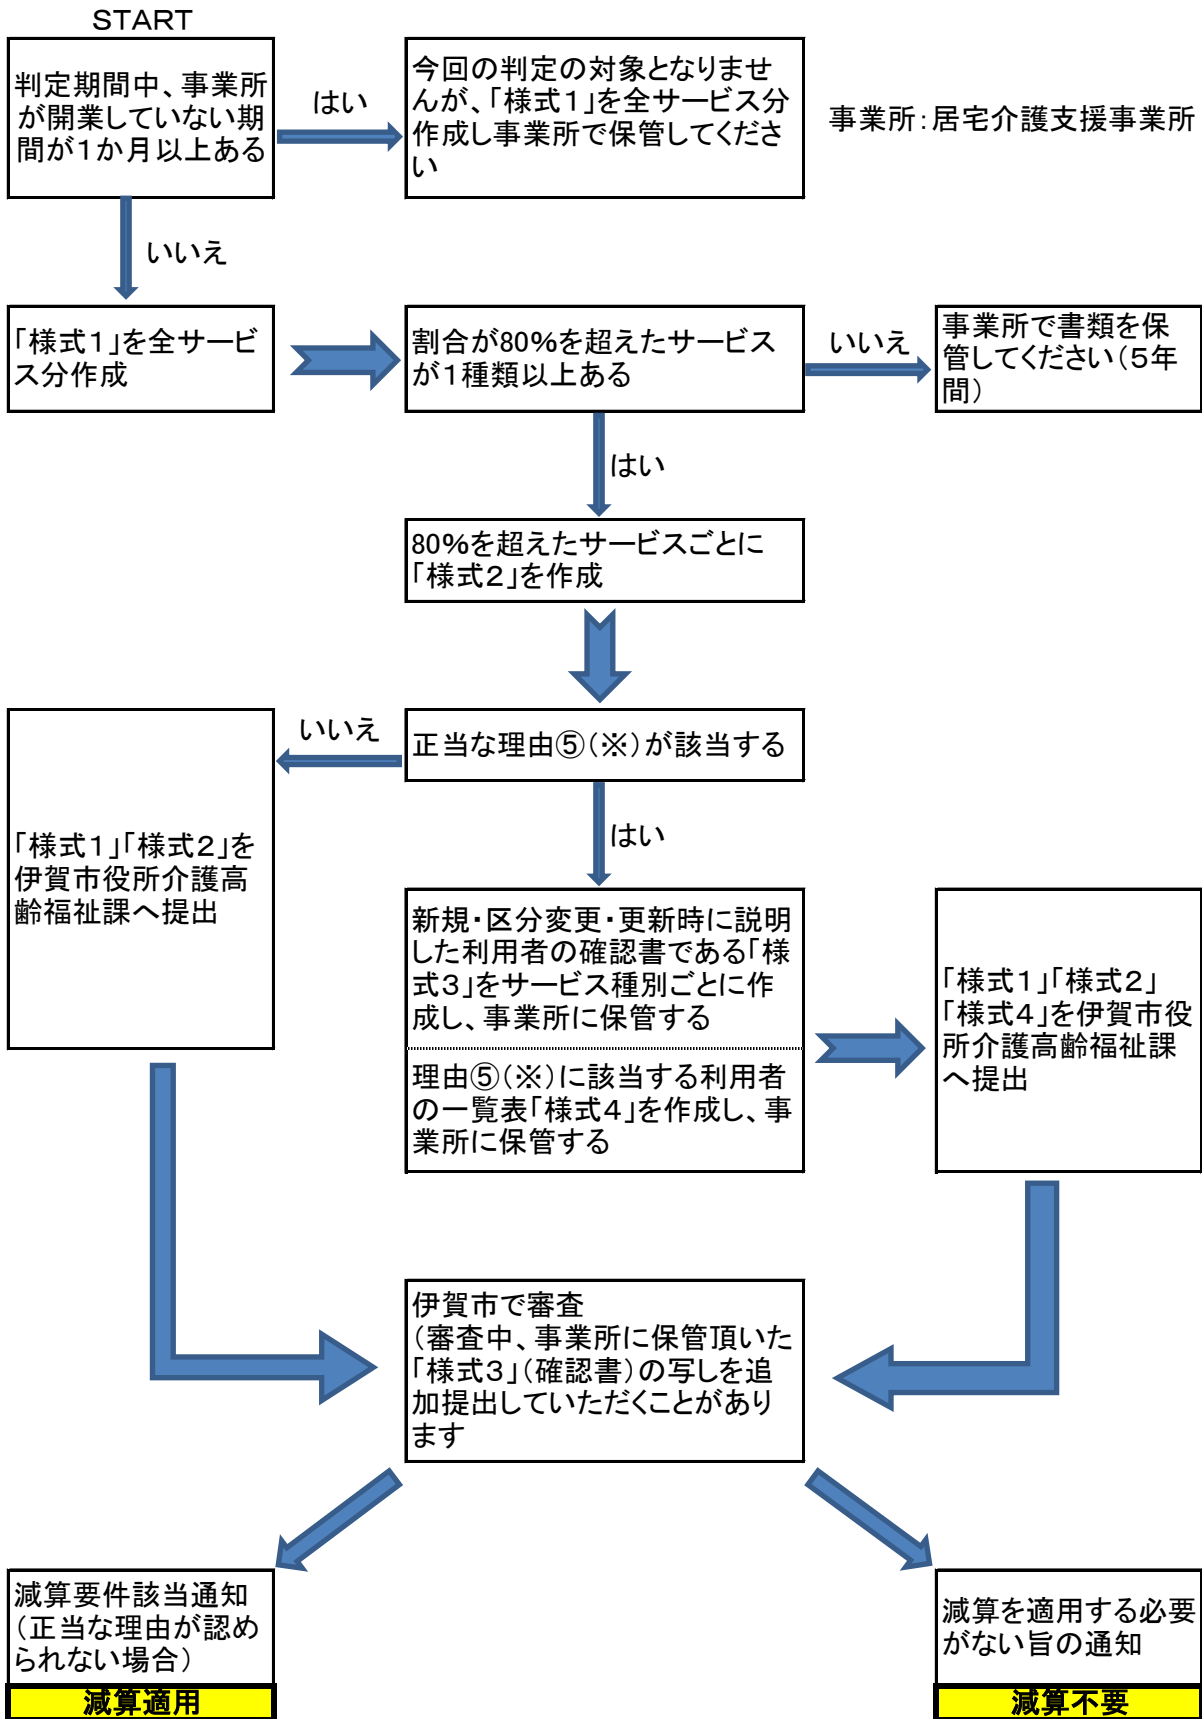 START
判定期間中、事業所
が開業していない期
間が1か月以上ある
はい
今回の判定の対象となりませ
んが、「様式1」を全サービス分
作成し事業所で保管してくださ
い
事業所：居宅介護支援事業所
いいえ
「様式1」を全サービ
ス分作成
割合が80%を超えたサービス
が1種類以上ある
いいえ
事業所で書類を保
管してください（5年
間）
はい
80%を超えたサービスごとに
「様式2」を作成
正当な理由⑤（※）が該当する
いいえ
「様式1」「様式2」を
伊賀市役所介護高
齢福祉課へ提出
はい
新規・区分変更・更新時に説明
した利用者の確認書である「様
式3」をサービス種別ごとに作
成し、事業所に保管する
理由⑤（※）に該当する利用者
の一覧表「様式4」を作成し、事
業所に保管する
「様式1」「様式2」
「様式4」を伊賀市役
所介護高齢福祉課
へ提出
伊賀市で審査
（審査中、事業所に保管頂いた
「様式3」（確認書）の写しを追
加提出していただくことがあり
ます
減算要件該当通知
（正当な理由が認め
られない場合）
減算適用
減算を適用する必要
がない旨の通知
減算不要